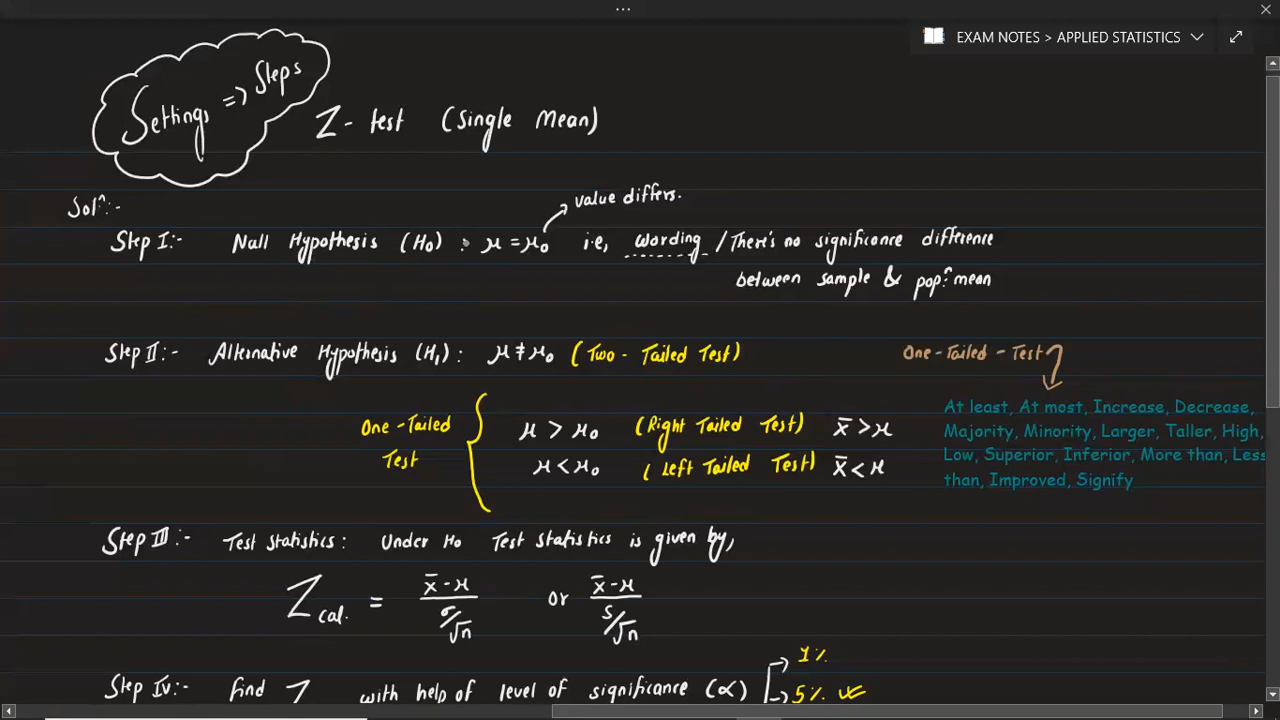 EXAM NOTES > APPLIED STATISTICS
Settings => Steps
Z - test (Single Mean)
Solⁿ:-
value differs.
Step I:- Null Hypothesis (H₀) : μ = μ₀ i.e, wording / There's no significance difference
between sample & popⁿ mean
Step II:- Alternative Hypothesis (H₁) : μ ≠ μ₀ (Two - Tailed Test)
One-Tailed - Test
One-Tailed Test
μ > μ₀ (Right Tailed Test) x̄ > μ
μ < μ₀ (Left Tailed Test) x̄ < μ
At least, At most, Increase, Decrease,
Majority, Minority, Larger, Taller, High,
Low, Superior, Inferior, More than, Less
than, Improved, Signify
Step III:- Test Statistics: Under H₀ Test statistics is given by,
Z cal. = x̄-μ / σ/√n or x̄-μ / s/√n
1%
Step IV:- find Z with help of level of significance (α)
5%